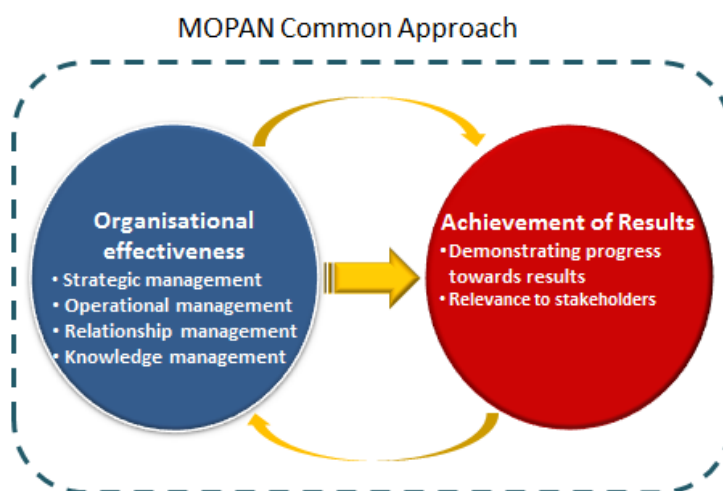 MOPAN Common Approach
Organisational
effectiveness
• Strategic management
• Operational management
• Relationship management
• Knowledge management
Achievement of Results
• Demonstrating progress
towards results
• Relevance to stakeholders